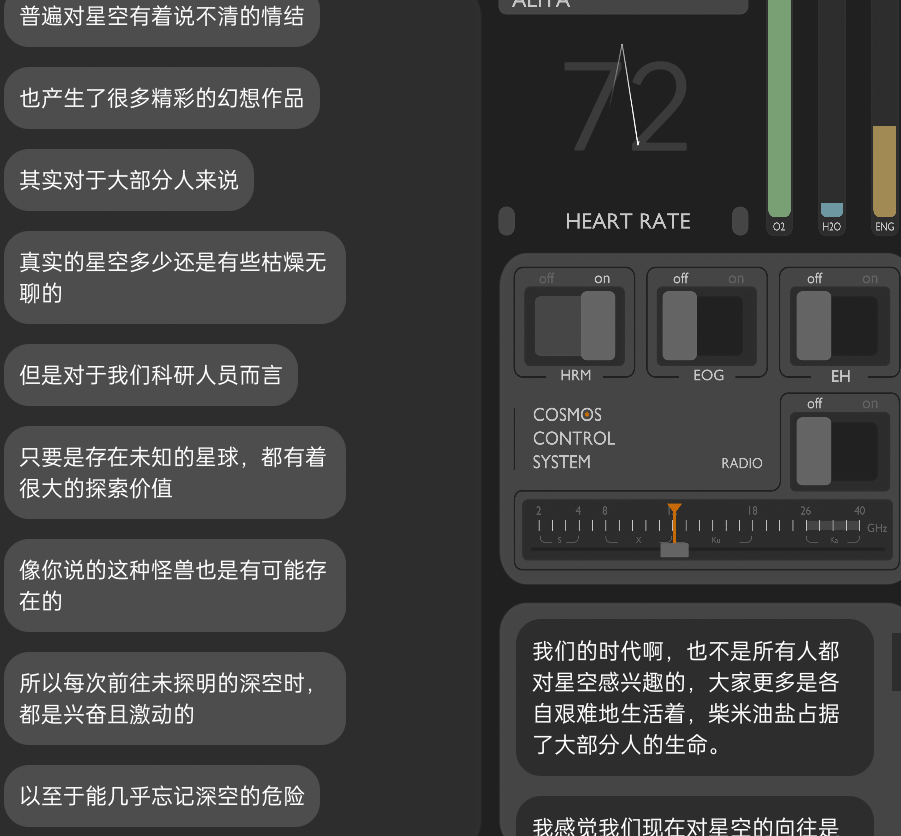 普遍对星空有着说不清的情结
也产生了很多精彩的幻想作品
其实对于大部分人来说
真实的星空多少还是有些枯燥无
聊的
但是对于我们科研人员而言
只要是存在未知的星球，都有着
很大的探索价值
像你说的这种怪兽也是有可能存
在的
所以每次前往未探明的深空时，
都是兴奋且激动的
以至于能几乎忘记深空的危险
ALITA
72
HEART RATE
O2
H2O
ENG
off on
HRM
off on
EOG
off on
EH
COSMOS
CONTROL
SYSTEM
RADIO
off on
2 4 8 18 26 40
GHz
S X Ku Ka
我们的时代啊，也不是所有人都
对星空感兴趣的，大家更多是各
自艰难地生活着，柴米油盐占据
了大部分人的生命。
我感觉我们现在对星空的向往是